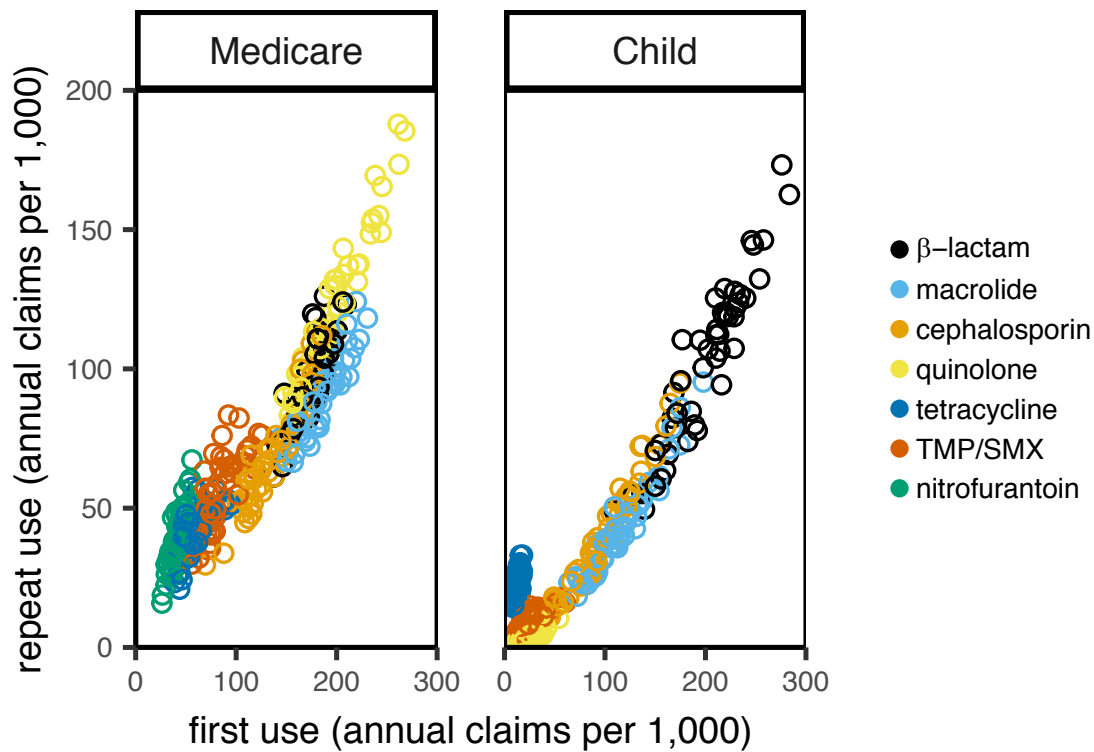 Medicare
Child
repeat use (annual claims per 1,000)
200
150
100
50
0
0 100 200 300
0 100 200 300
first use (annual claims per 1,000)
β−lactam
macrolide
cephalosporin
quinolone
tetracycline
TMP/SMX
nitrofurantoin